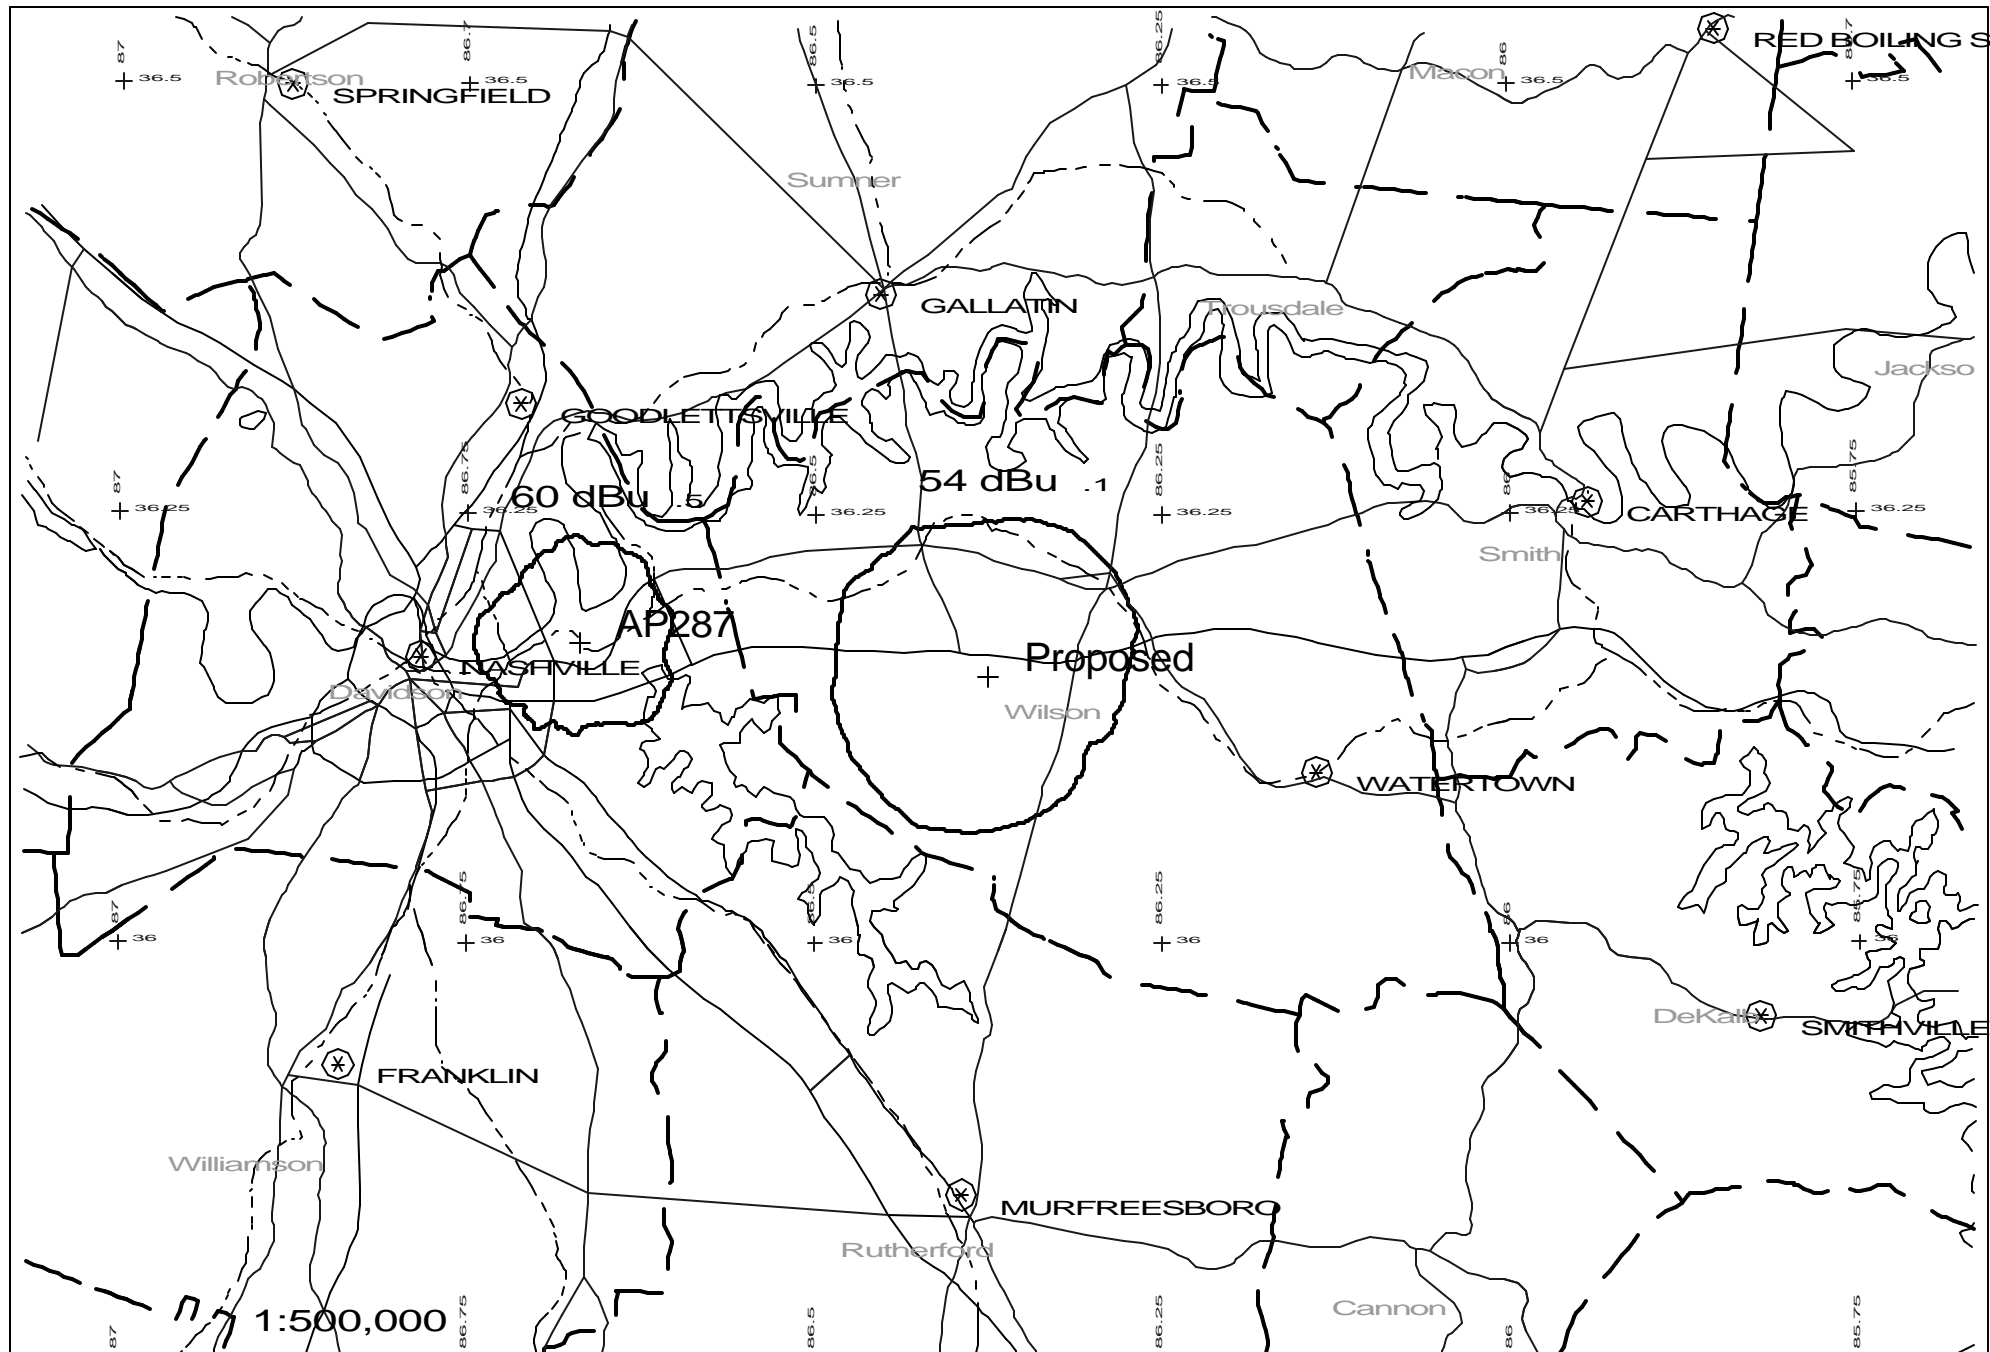 87
86.7
86.5
86.25
86
85.7
RED BOILING S
Robertson
36.5
36.5
36.5
36.5
Macon
36.5
36.5
SPRINGFIELD
Sumner
GALLATIN
Trousdale
Jackso
GOODLETTSVILLE
87
86.75
86.5
86.25
86
85.75
60 dBu .5
54 dBu .1
36.25
36.25
36.25
36.25
36.25
CARTHAGE
36.25
Smith
AP287
Proposed
NASHVILLE
Davidson
Wilson
WATERTOWN
87
86.75
86.5
86.25
86
85.75
36
36
36
36
36
36
DeKalb
SMITHVILLE
FRANKLIN
Williamson
MURFREESBORO
Rutherford
Cannon
1:500,000
87
86.75
86.5
86.25
86
85.75